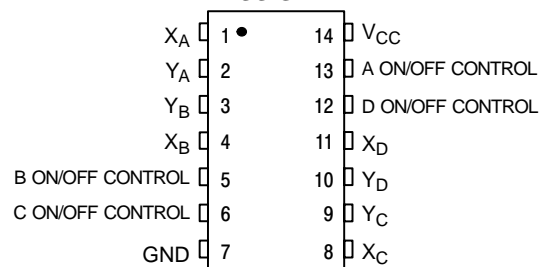 X_A 1 14 V_CC
Y_A 2 13 A ON/OFF CONTROL
Y_B 3 12 D ON/OFF CONTROL
X_B 4 11 X_D
B ON/OFF CONTROL 5 10 Y_D
C ON/OFF CONTROL 6 9 Y_C
GND 7 8 X_C